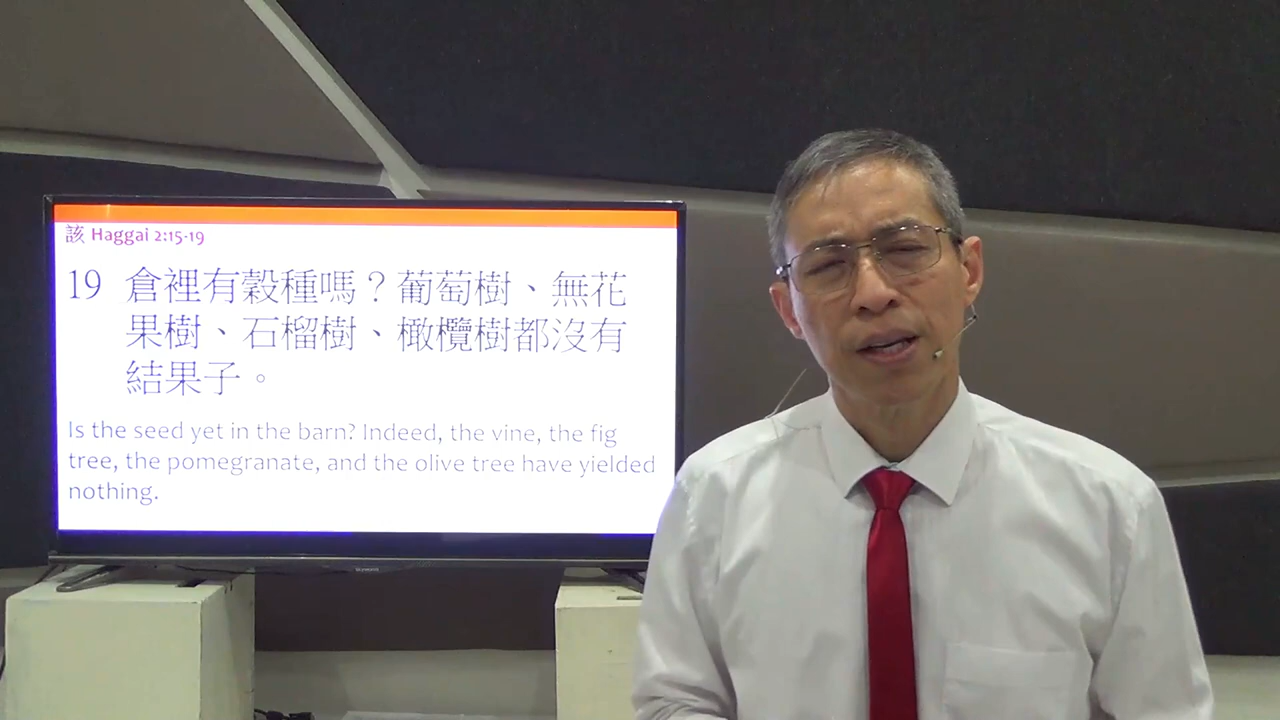 該 Haggai 2:15-19
19 倉裡有穀種嗎？葡萄樹、無花
果樹、石榴樹、橄欖樹都沒有
結果子。
Is the seed yet in the barn? Indeed, the vine, the fig
tree, the pomegranate, and the olive tree have yielded
nothing.